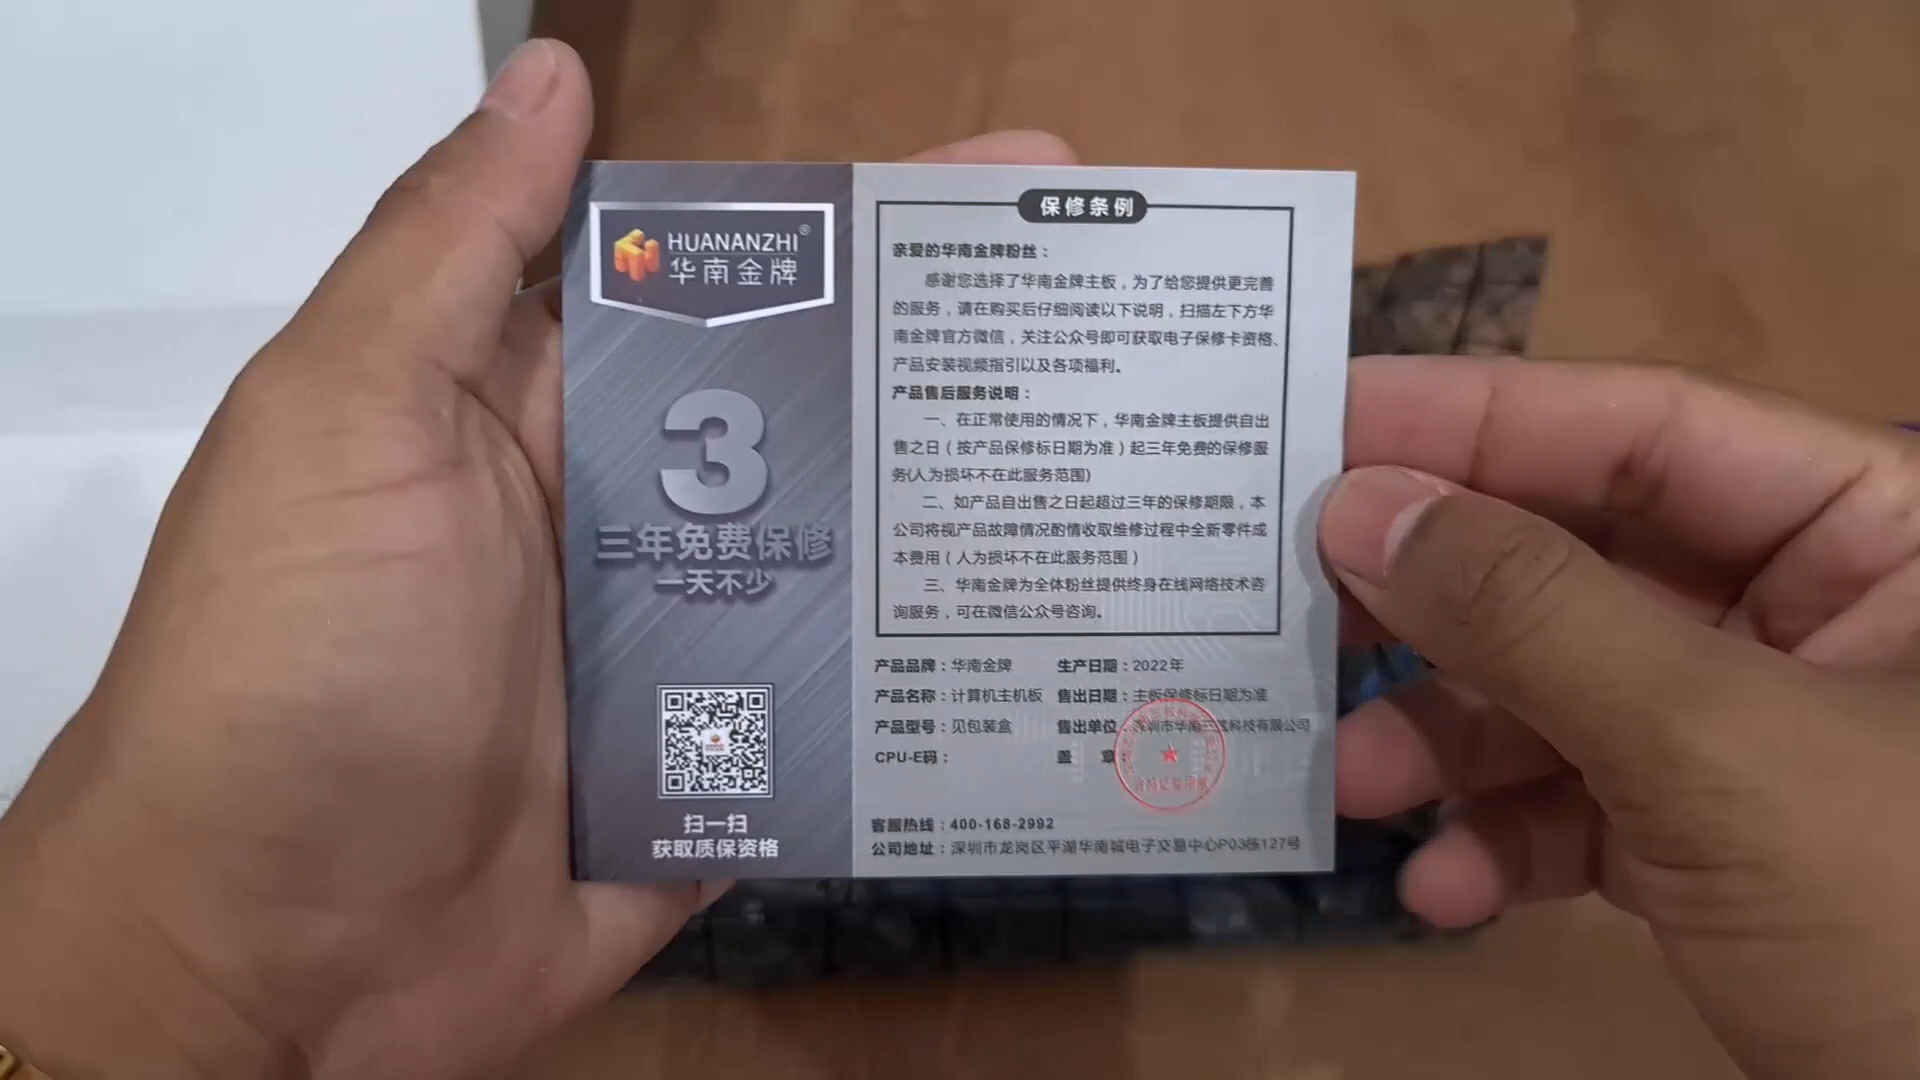 HUANANZHI®
华南金牌
3
三年免费保修
一天不少
扫一扫
获取质保资格
保修条例
亲爱的华南金牌粉丝：
感谢您选择了华南金牌主板，为了给您提供更完善
的服务，请在购买后仔细阅读以下说明，扫描左下方华
南金牌官方微信，关注公众号即可获取电子保修卡资格、
产品安装视频指引以及各项福利。
产品售后服务说明：
一、在正常使用的情况下，华南金牌主板提供自出
售之日（按产品保修标日期为准）起三年免费的保修服
务(人为损坏不在此服务范围)
二、如产品自出售之日起超过三年的保修期限，本
公司将视产品故障情况酌情收取维修过程中全新零件成
本费用（人为损坏不在此服务范围）
三、华南金牌为全体粉丝提供终身在线网络技术咨
询服务，可在微信公众号咨询。
产品品牌：华南金牌 生产日期：2022年
产品名称：计算机主机板 售出日期：主板保修标日期为准
产品型号：见包装盒 售出单位：深圳市华南科技有限公司
CPU-E码： 盖 章
客服热线：400-168-2992
公司地址：深圳市龙岗区平湖华南城电子交易中心P03栋127号